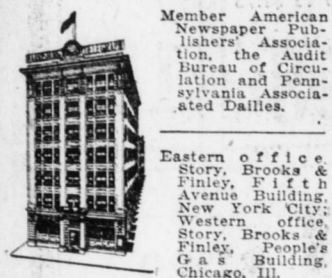 Member American
Newspaper Pub-
lishers' Associa-
tion, the Audit
Bureau of Circu-
lation and Penn-
sylvania Associa-
ated Dailies.
Eastern office
Story, Brooks &
Finley, Fifth
Avenue Building,
New York City;
Western office,
Story, Brooks &
Finley, People's
Gas Building,
Chicago, Ill.